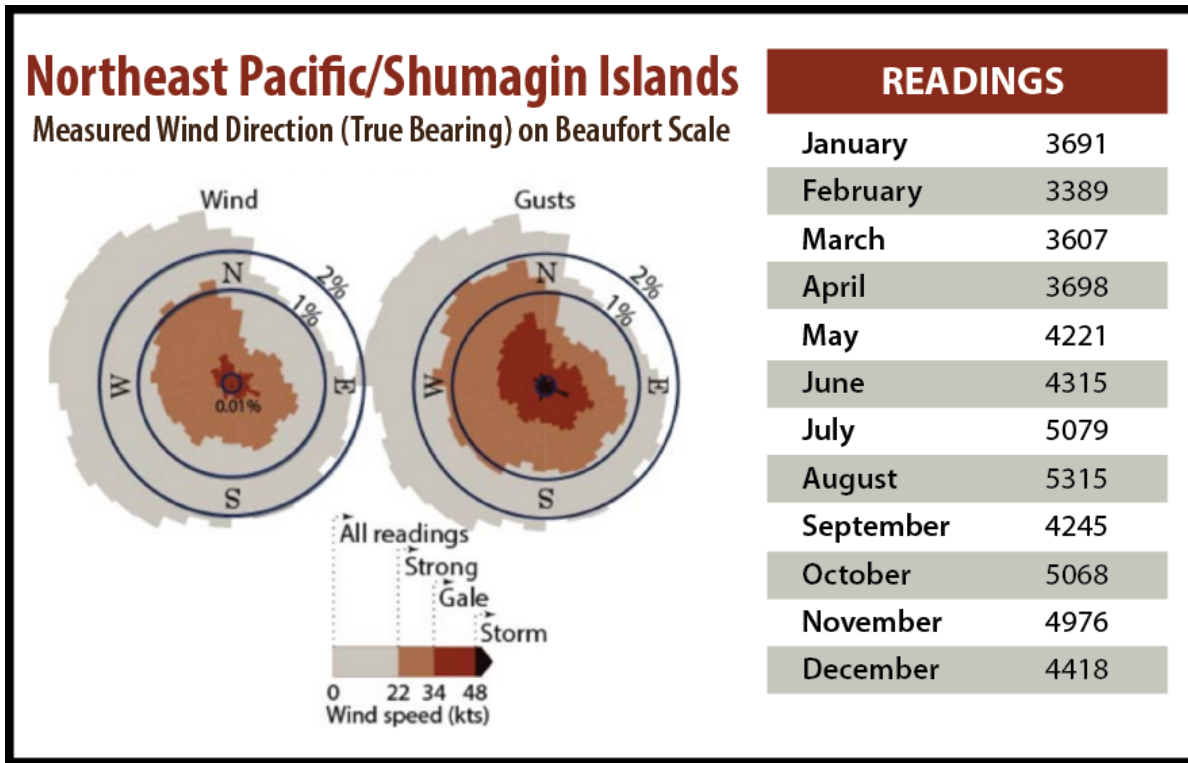 Northeast Pacific/Shumagin Islands
Measured Wind Direction (True Bearing) on Beaufort Scale
Wind
N
2%
1%
W
E
0.01%
S
Gusts
N
2%
1%
W
E
S
All readings
Strong
Gale
Storm
0 22 34 48
Wind speed (kts)
READINGS
January 3691
February 3389
March 3607
April 3698
May 4221
June 4315
July 5079
August 5315
September 4245
October 5068
November 4976
December 4418